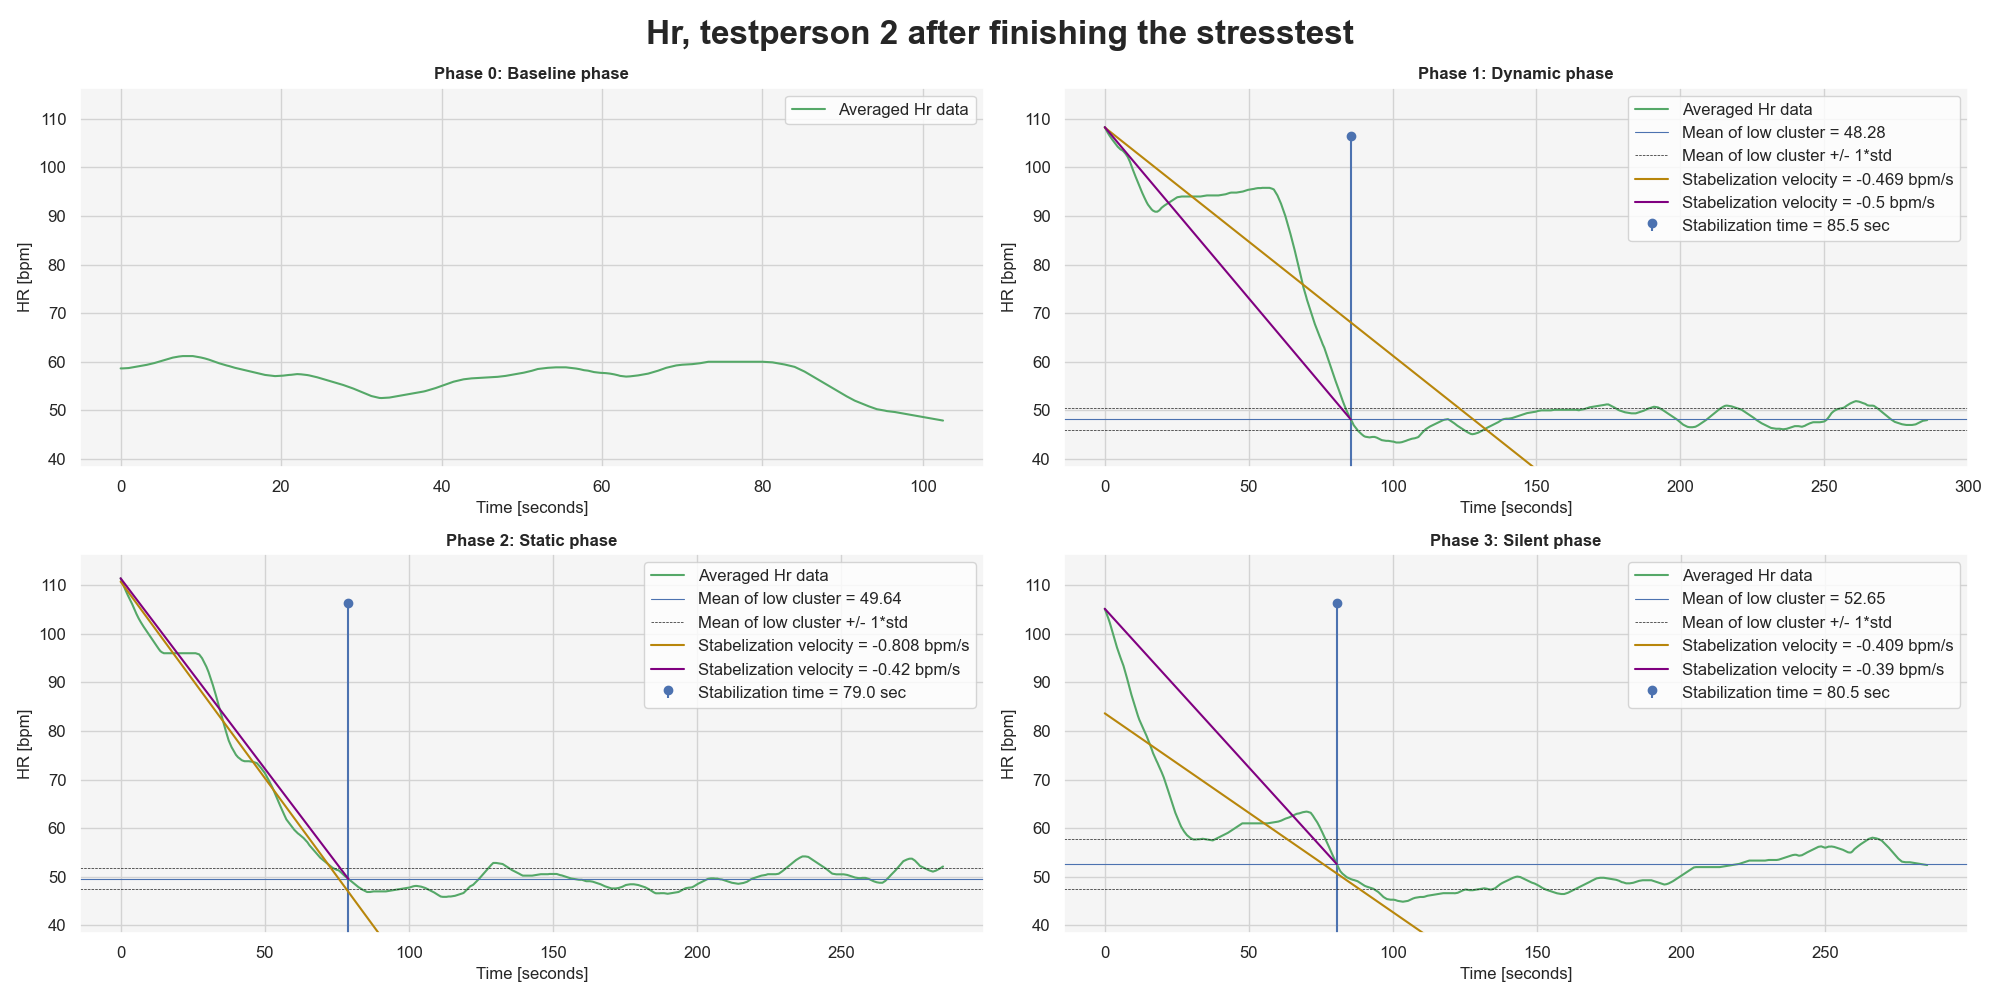 Hr, testperson 2 after finishing the stresstest
Phase 0: Baseline phase
Averaged Hr data
110
100
90
80
70
60
50
40
HR [bpm]
0 20 40 60 80 100
Time [seconds]
Phase 1: Dynamic phase
Averaged Hr data
Mean of low cluster = 48.28
Mean of low cluster +/- 1*std
Stabelization velocity = -0.469 bpm/s
Stabelization velocity = -0.5 bpm/s
Stabilization time = 85.5 sec
110
100
90
80
70
60
50
40
HR [bpm]
0 50 100 150 200 250 300
Time [seconds]
Phase 2: Static phase
Averaged Hr data
Mean of low cluster = 49.64
Mean of low cluster +/- 1*std
Stabelization velocity = -0.808 bpm/s
Stabelization velocity = -0.42 bpm/s
Stabilization time = 79.0 sec
110
100
90
80
70
60
50
40
HR [bpm]
0 50 100 150 200 250
Time [seconds]
Phase 3: Silent phase
Averaged Hr data
Mean of low cluster = 52.65
Mean of low cluster +/- 1*std
Stabelization velocity = -0.409 bpm/s
Stabelization velocity = -0.39 bpm/s
Stabilization time = 80.5 sec
110
100
90
80
70
60
50
40
HR [bpm]
0 50 100 150 200 250
Time [seconds]